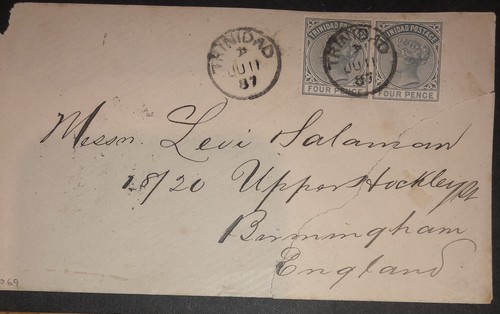 TRINIDAD POSTAGE
FOUR PENCE
TRINIDAD POSTAGE
FOUR PENCE
TRINIDAD
A
JU 11
87
TRINIDAD
A
JU 11
87
Messrs. Levi Salaman
18/20 Upper Hockley St
Birmingham
England.
069